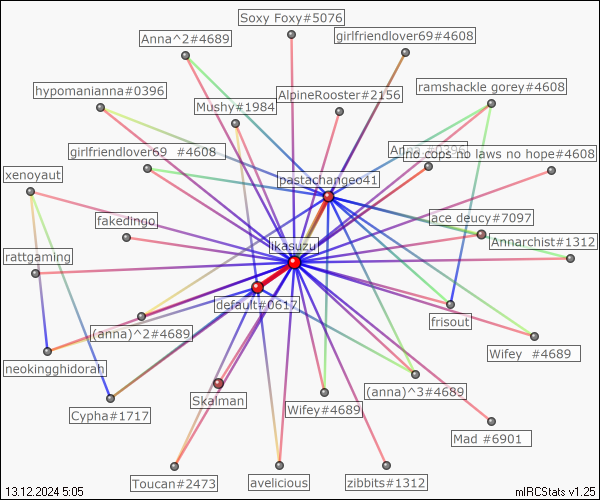 Soxy Foxy#5076
Anna^2#4689
girlfriendlover69#4608
hypomanianna#0396
AlpineRooster#2156
ramshackle gorey#4608
Mushy#1984
girlfriendlover69 #4608
Anna #0396
no cops no laws no hope#4608
xenoyaut
pastachangeo41
fakedingo
ace deucy#7097
ikasuzu
Annarchist#1312
rattgaming
default#0617
frisout
(anna)^2#4689
Wifey #4689
neokingghidorah
Skalman
(anna)^3#4689
Cypha#1717
Wifey#4689
Mad #6901
Toucan#2473
avelicious
zibbits#1312
13.12.2024 5:05
mIRCStats v1.25